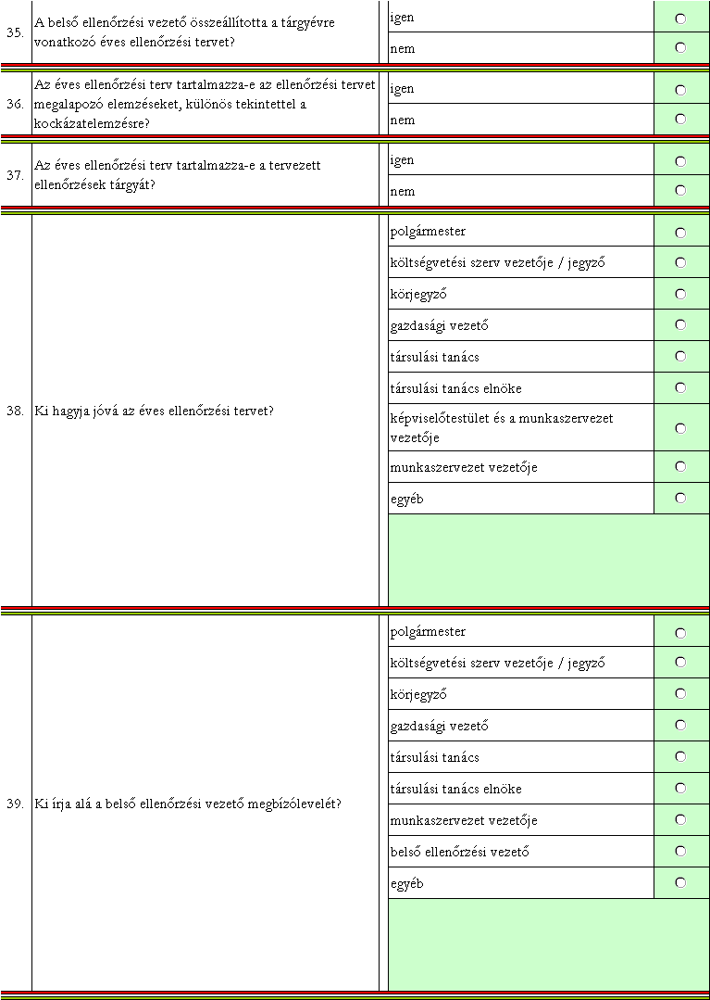 35.
A belső ellenőrzési vezető összeállította a tárgyévre
vonatkozó éves ellenőrzési tervet?
igen
nem
36.
Az éves ellenőrzési terv tartalmazza-e az ellenőrzési tervet
megalapozó elemzéseket, különös tekintettel a
kockázatelemzésre?
igen
nem
37.
Az éves ellenőrzési terv tartalmazza-e a tervezett
ellenőrzések tárgyát?
igen
nem
38.
Ki hagyja jóvá az éves ellenőrzési tervet?
polgármester
költségvetési szerv vezetője / jegyző
körjegyző
gazdasági vezető
társulási tanács
társulási tanács elnöke
képviselőtestület és a munkaszervezet
vezetője
munkaszervezet vezetője
egyéb
39.
Ki írja alá a belső ellenőrzési vezető megbízólevelét?
polgármester
költségvetési szerv vezetője / jegyző
körjegyző
gazdasági vezető
társulási tanács
társulási tanács elnöke
munkaszervezet vezetője
belső ellenőrzési vezető
egyéb